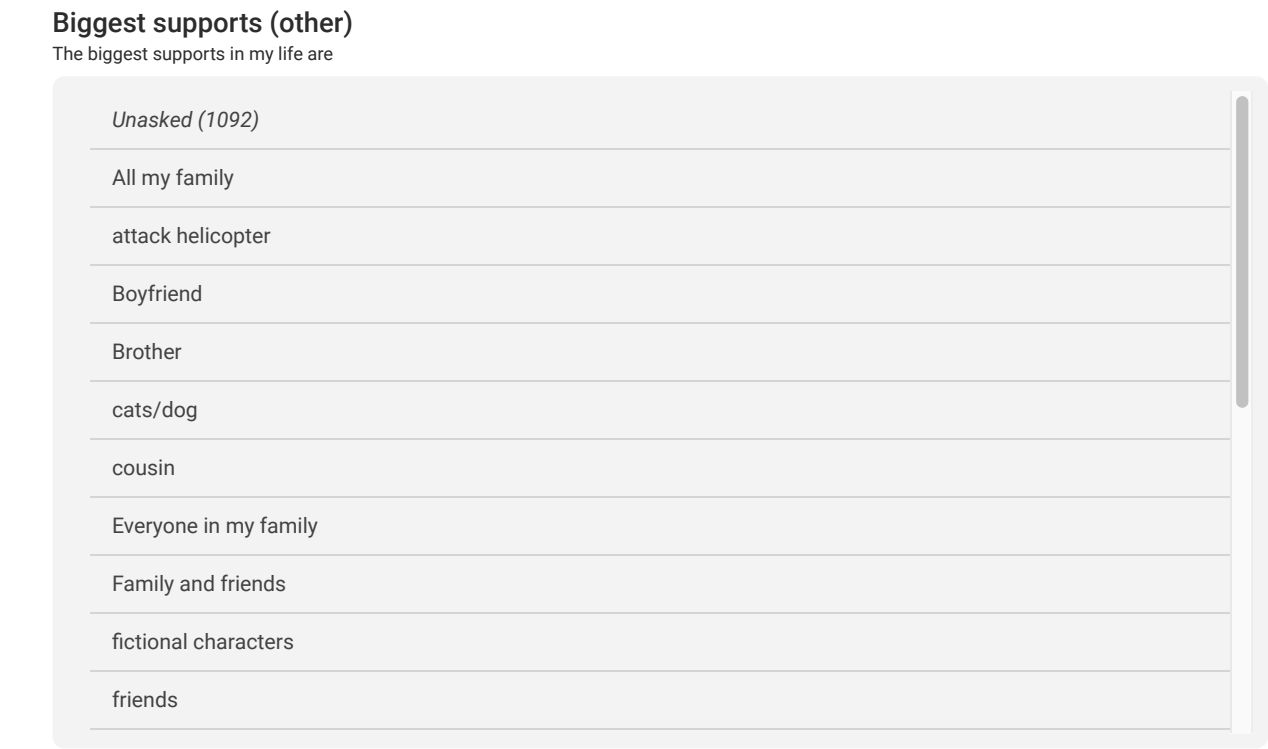 Biggest supports (other)
The biggest supports in my life are
Unasked (1092)
All my family
attack helicopter
Boyfriend
Brother
cats/dog
cousin
Everyone in my family
Family and friends
fictional characters
friends